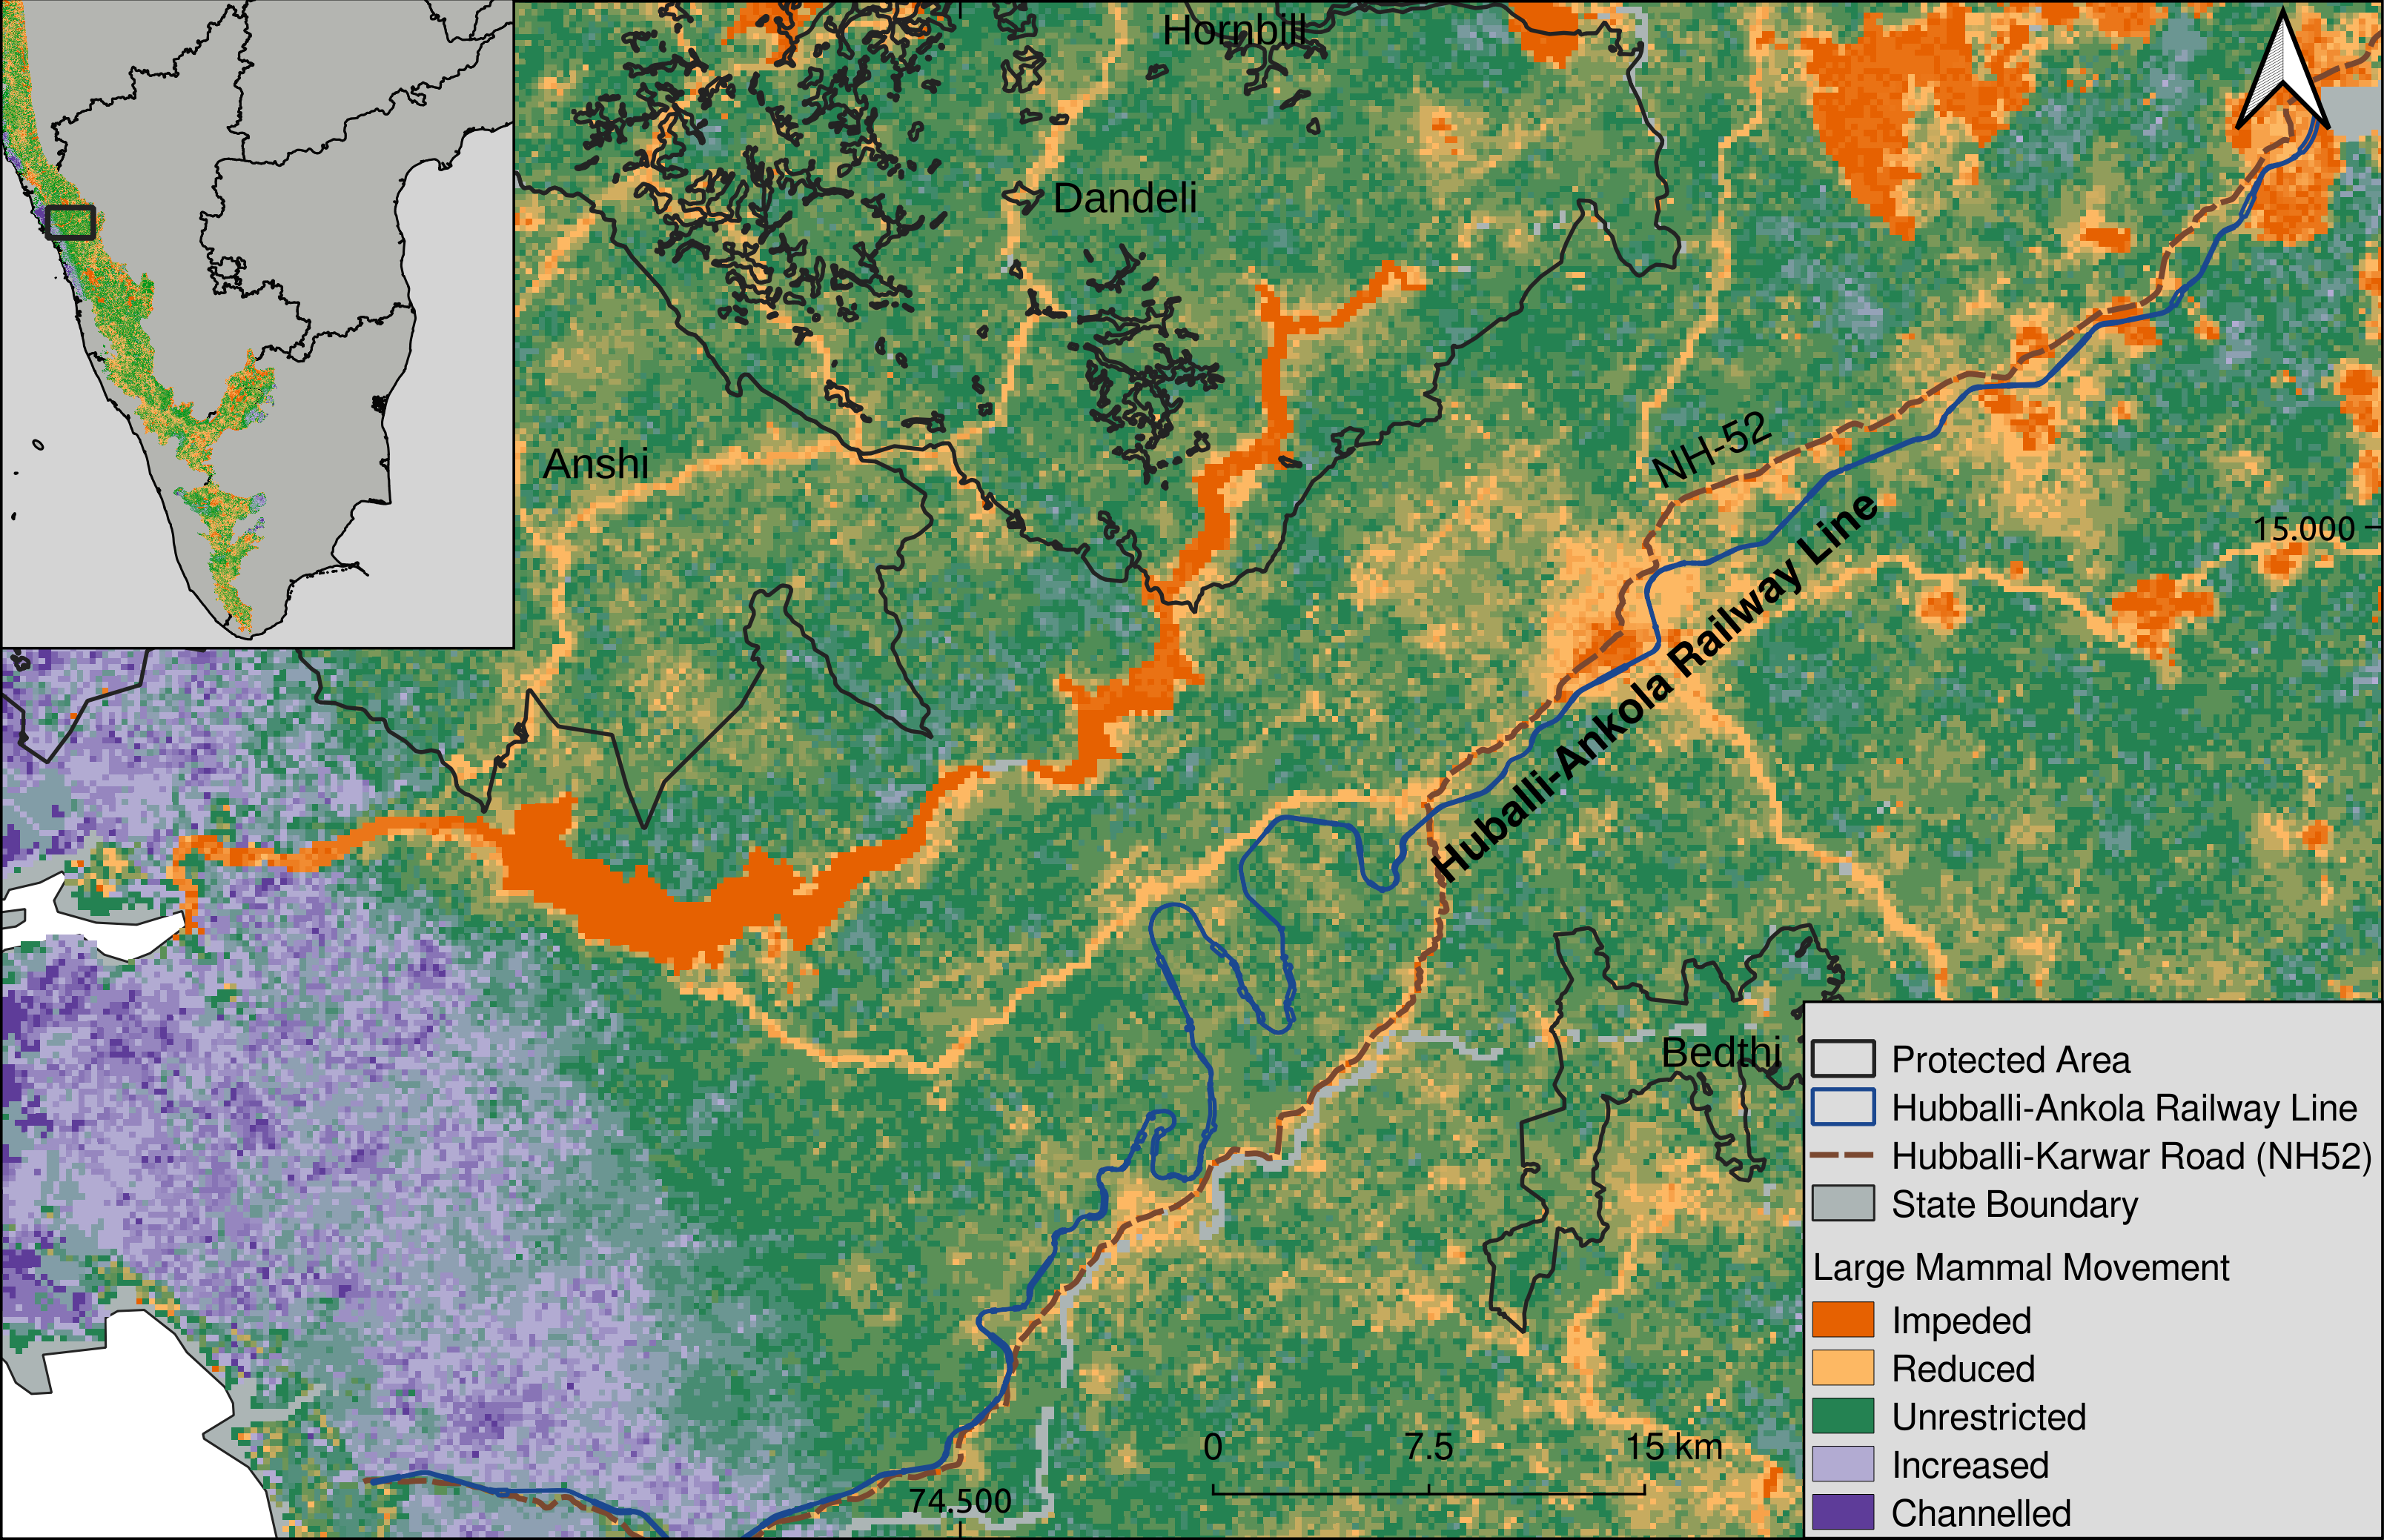 Hornbill
Dandeli
Anshi
NH-52
15.000
Huballi-Ankola Railway Line
Bedthi
Protected Area
Hubballi-Ankola Railway Line
Hubballi-Karwar Road (NH52)
State Boundary
Large Mammal Movement
Impeded
Reduced
Unrestricted
Increased
Channelled
0 7.5 15 km
74.500